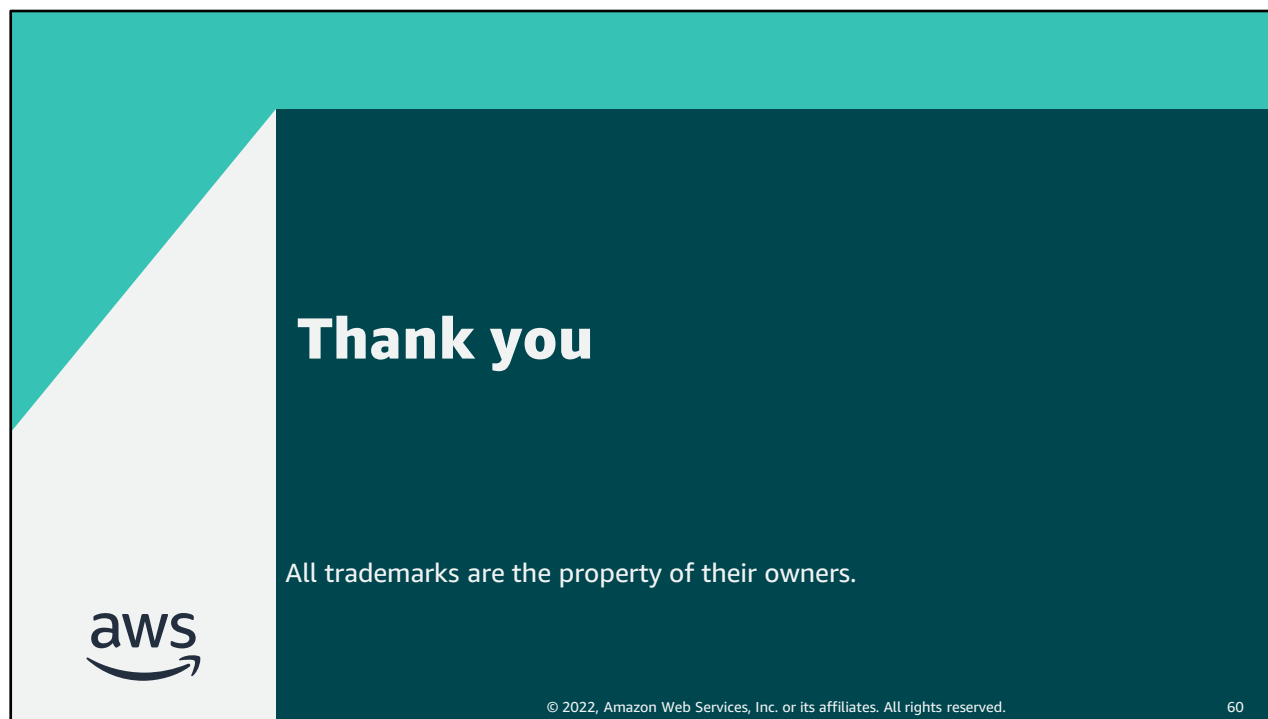 Thank you
All trademarks are the property of their owners.
aws
© 2022, Amazon Web Services, Inc. or its affiliates. All rights reserved.
60